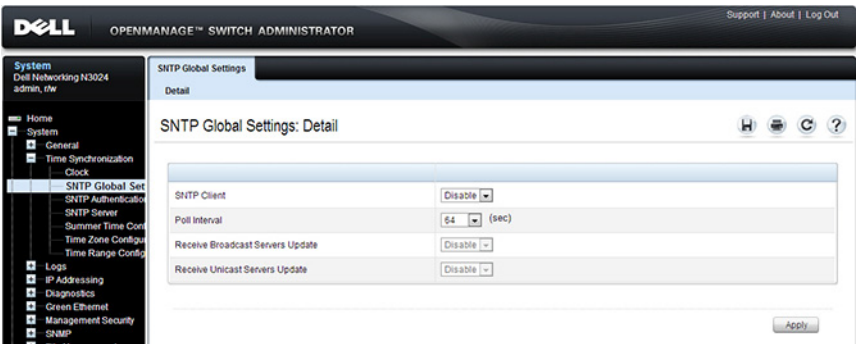 Support | About | Log Out
DELL
OPENMANAGE™ SWITCH ADMINISTRATOR
System
Dell Networking N3024
admin, r/w
Home
System
General
Time Synchronization
Clock
SNTP Global Set
SNTP Authentication
SNTP Server
Summer Time Conf
Time Zone Configu
Time Range Config
Logs
IP Addressing
Diagnostics
Green Ethernet
Management Security
SNMP
SNTP Global Settings
Detail
SNTP Global Settings: Detail
SNTP Client Disable
Poll Interval 64 (sec)
Receive Broadcast Servers Update Disable
Receive Unicast Servers Update Disable
Apply